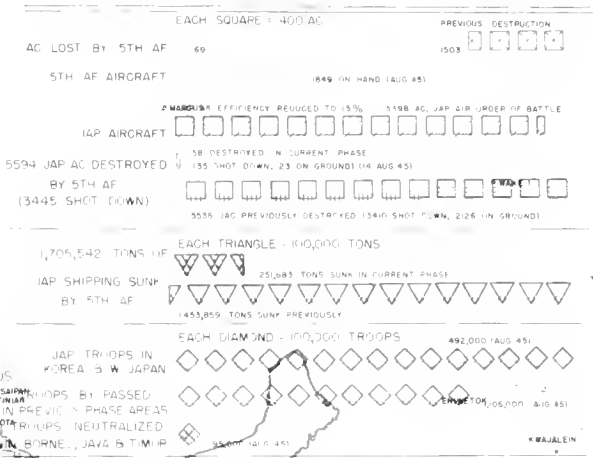 EACH SQUARE = 400 AC
PREVIOUS DESTRUCTION
AC LOST BY 5TH AF 69 1503
5TH AF AIRCRAFT 1849 ON HAND (AUG 45)
EFFICIENCY REDUCED TO 15% 5398 AC, JAP AIR ORDER OF BATTLE
JAP AIRCRAFT
58 DESTROYED IN CURRENT PHASE
5594 JAP AC DESTROYED (35 SHOT DOWN, 23 ON GROUND) (14 AUG 45)
BY 5TH AF
(3445 SHOT DOWN)
5536 JAC PREVIOUSLY DESTROYED (3410 SHOT DOWN, 2126 ON GROUND)
EACH TRIANGLE - 100,000 TONS
1,705,542 TONS OF
JAP SHIPPING SUNK 251,683 TONS SUNK IN CURRENT PHASE
BY 5TH AF
1453,859 TONS SUNK PREVIOUSLY
EACH DIAMOND - 100,000 TROOPS 492,000 (AUG 45)
JAP TROOPS IN
KOREA & W JAPAN
SAIPAN
TINIAN
TROOPS BY PASSED
IN PREVIOUS PHASE AREAS ENIWETOK 1,106,000 AUG 45)
ROTA
TROOPS NEUTRALIZED
IN BORNEO, JAVA & TIMOR (AUG 45)
KWAJALEIN